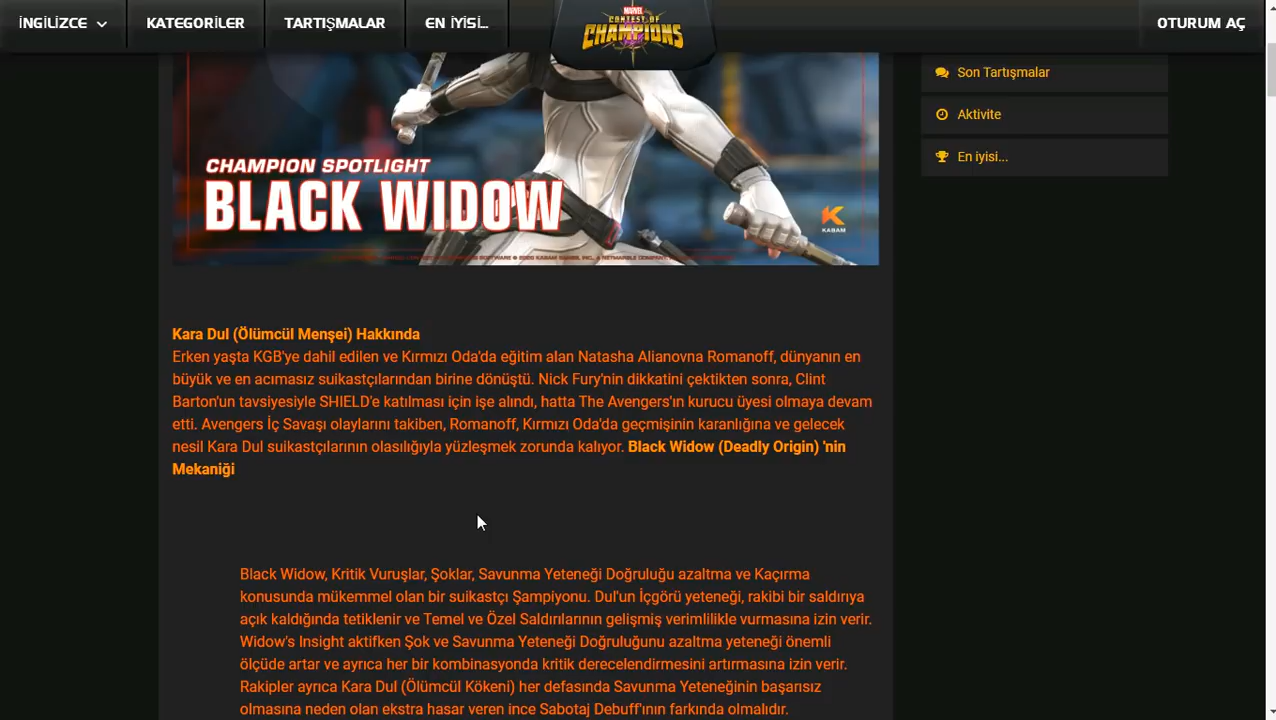 İNGİLİZCE
KATEGORİLER
TARTIŞMALAR
EN İYİSİ...
MARVEL
CONTEST OF
CHAMPIONS
OTURUM AÇ
Son Tartışmalar
Aktivite
En iyisi...
CHAMPION SPOTLIGHT
BLACK WIDOW
KABAM
Kara Dul (Ölümcül Menşei) Hakkında
Erken yaşta KGB'ye dahil edilen ve Kırmızı Oda'da eğitim alan Natasha Alianovna Romanoff, dünyanın en
büyük ve en acımasız suikastçılarından birine dönüştü. Nick Fury'nin dikkatini çektikten sonra, Clint
Barton'un tavsiyesiyle SHIELD'e katılması için işe alındı, hatta The Avengers'ın kurucu üyesi olmaya devam
etti. Avengers İç Savaşı olaylarını takiben, Romanoff, Kırmızı Oda'da geçmişinin karanlığına ve gelecek
nesil Kara Dul suikastçılarının olasılığıyla yüzleşmek zorunda kalıyor. Black Widow (Deadly Origin) 'nin
Mekaniği
Black Widow, Kritik Vuruşlar, Şoklar, Savunma Yeteneği Doğruluğu azaltma ve Kaçırma
konusunda mükemmel olan bir suikastçı Şampiyonu. Dul'un İçgörü yeteneği, rakibi bir saldırıya
açık kaldığında tetiklenir ve Temel ve Özel Saldırılarının gelişmiş verimlilikle vurmasına izin verir.
Widow's Insight aktifken Şok ve Savunma Yeteneği Doğruluğunu azaltma yeteneği önemli
ölçüde artar ve ayrıca her bir kombinasyonda kritik derecelendirmesini artırmasına izin verir.
Rakipler ayrıca Kara Dul (Ölümcül Kökeni) her defasında Savunma Yeteneğinin başarısız
olmasına neden olan ekstra hasar veren ince Sabotaj Debuff'ının farkında olmalıdır.